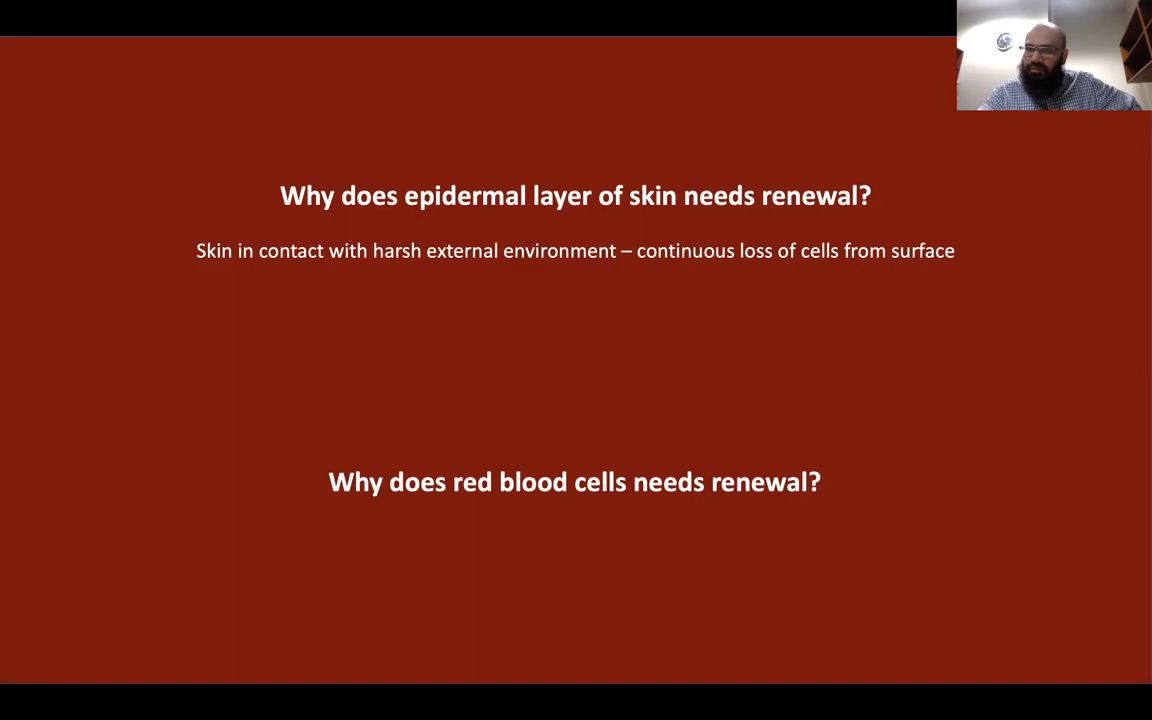 Why does epidermal layer of skin needs renewal?
Skin in contact with harsh external environment – continuous loss of cells from surface
Why does red blood cells needs renewal?